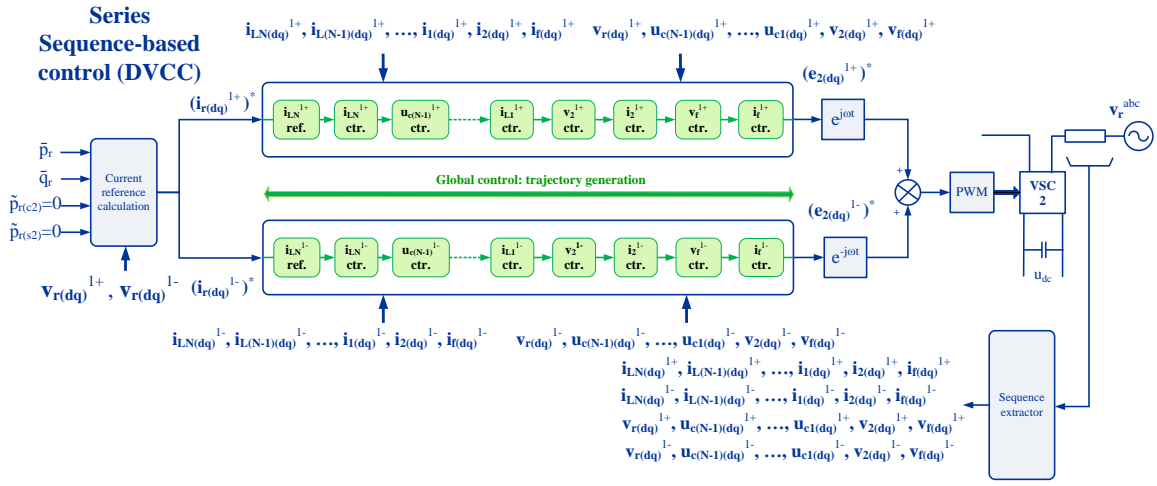 Series
Sequence-based
control (DVCC)
i_LN(dq)^1+, i_L(N-1)(dq)^1+, …, i_1(dq)^1+, i_2(dq)^1+, i_f(dq)^1+
v_r(dq)^1+, u_c(N-1)(dq)^1+, …, u_c1(dq)^1+, v_2(dq)^1+, v_f(dq)^1+
(i_r(dq)^1+)*
i_LN^1+ ref.
i_LN^1+ ctr.
u_c(N-1)^1+ ctr.
i_L1^1+ ctr.
v_2^1+ ctr.
i_2^1+ ctr.
v_f^1+ ctr.
i_f^1+ ctr.
(e_2(dq)^1+)*
e^jωt
v_r^abc
p̄_r
q̄_r
p̃_r(c2)=0
p̃_r(s2)=0
Current
reference
calculation
Global control: trajectory generation
+
+
PWM
VSC
2
u_dc
(e_2(dq)^1-)*
e^-jωt
i_LN^1- ref.
i_LN^1- ctr.
u_c(N-1)^1- ctr.
i_L1^1- ctr.
v_2^1- ctr.
i_2^1- ctr.
v_f^1- ctr.
i_f^1- ctr.
v_r(dq)^1+, v_r(dq)^1-
(i_r(dq)^1-)*
i_LN(dq)^1-, i_L(N-1)(dq)^1-, …, i_1(dq)^1-, i_2(dq)^1-, i_f(dq)^1-
v_r(dq)^1-, u_c(N-1)(dq)^1-, …, u_c1(dq)^1-, v_2(dq)^1-, v_f(dq)^1-
i_LN(dq)^1+, i_L(N-1)(dq)^1+, …, i_1(dq)^1+, i_2(dq)^1+, i_f(dq)^1+
i_LN(dq)^1-, i_L(N-1)(dq)^1-, …, i_1(dq)^1-, i_2(dq)^1-, i_f(dq)^1-
v_r(dq)^1+, u_c(N-1)(dq)^1+, …, u_c1(dq)^1+, v_2(dq)^1+, v_f(dq)^1+
v_r(dq)^1-, u_c(N-1)(dq)^1-, …, u_c1(dq)^1-, v_2(dq)^1-, v_f(dq)^1-
Sequence
extractor